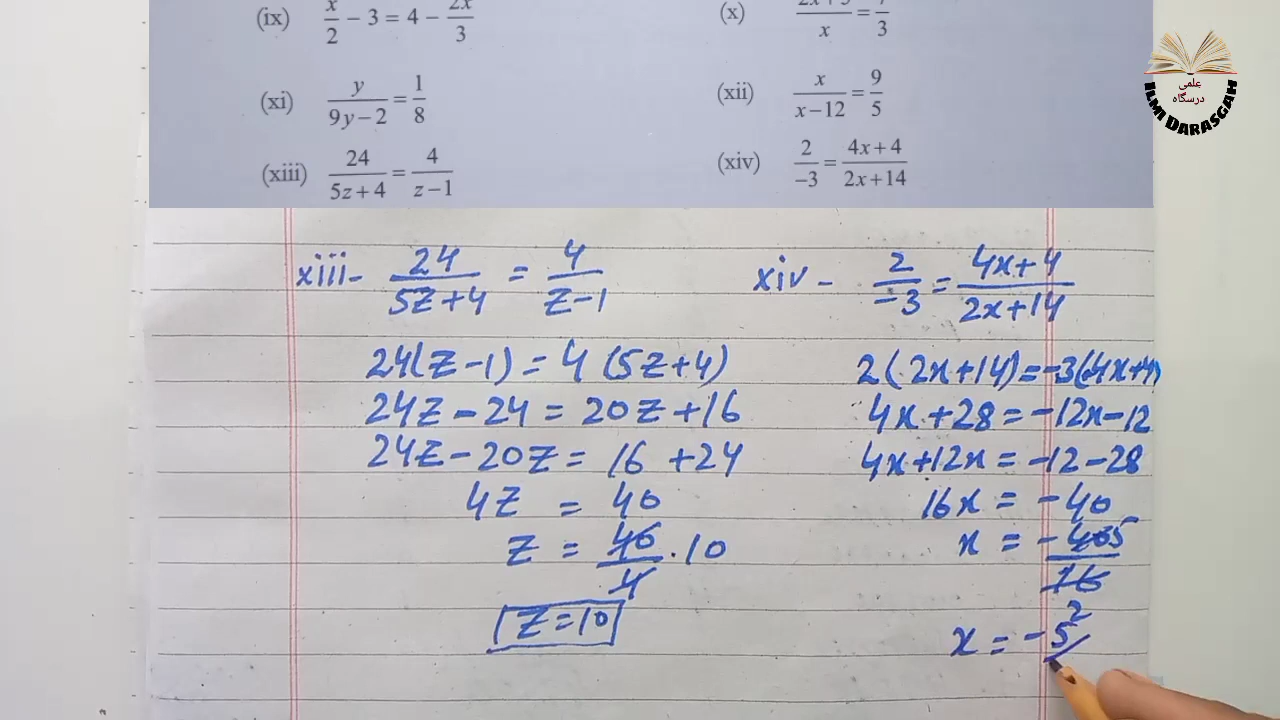 (ix) x/2 − 3 = 4 − 2x/3
(x) 2x+3/x = 7/3
(xi) y/9y−2 = 1/8
(xii) x/x−12 = 9/5
(xiii) 24/5z+4 = 4/z−1
(xiv) 2/−3 = 4x+4/2x+14
علمی
درسگاہ
ILMI DARASGAH
xiii- 24/5z+4 = 4/z-1
24(z-1) = 4(5z+4)
24z-24 = 20z+16
24z-20z = 16+24
4z = 40
z = 40/4 . 10
z=10
xiv- 2/-3 = 4x+4/2x+14
2(2x+14)=-3(4x+4)
4x+28=-12x-12
4x+12x=-12-28
16x = -40
x = -40 5/16
2
x = -5/